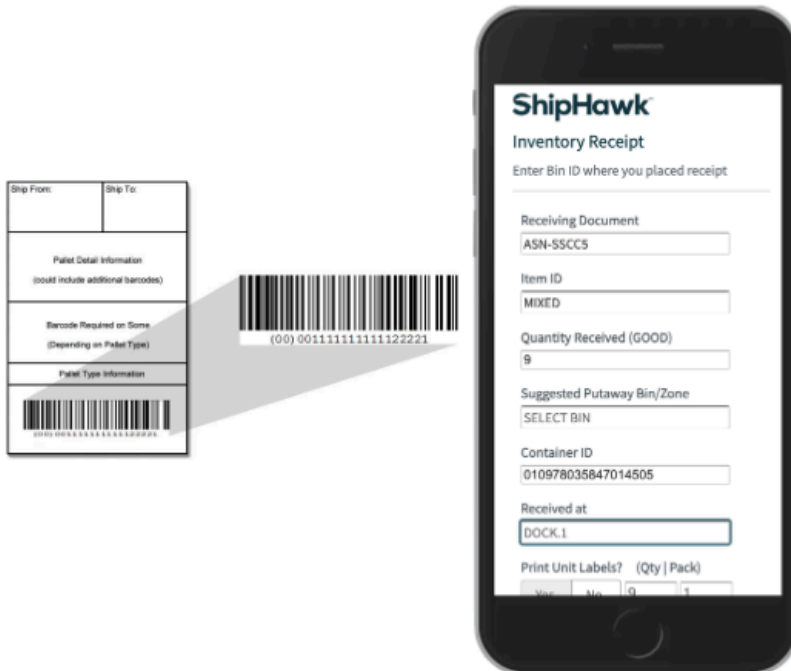 Ship From:
Ship To:
Pallet Detail Information
(could include additional barcodes)
Barcode Required on Some
(Depending on Pallet Type)
Pallet Type Information
(00) 001111111111122221
(00) 001111111111122221
ShipHawk
Inventory Receipt
Enter Bin ID where you placed receipt
Receiving Document
ASN-SSCC5
Item ID
MIXED
Quantity Received (GOOD)
9
Suggested Putaway Bin/Zone
SELECT BIN
Container ID
010978035847014505
Received at
DOCK.1
Print Unit Labels? (Qty | Pack)
Yes No 9 1